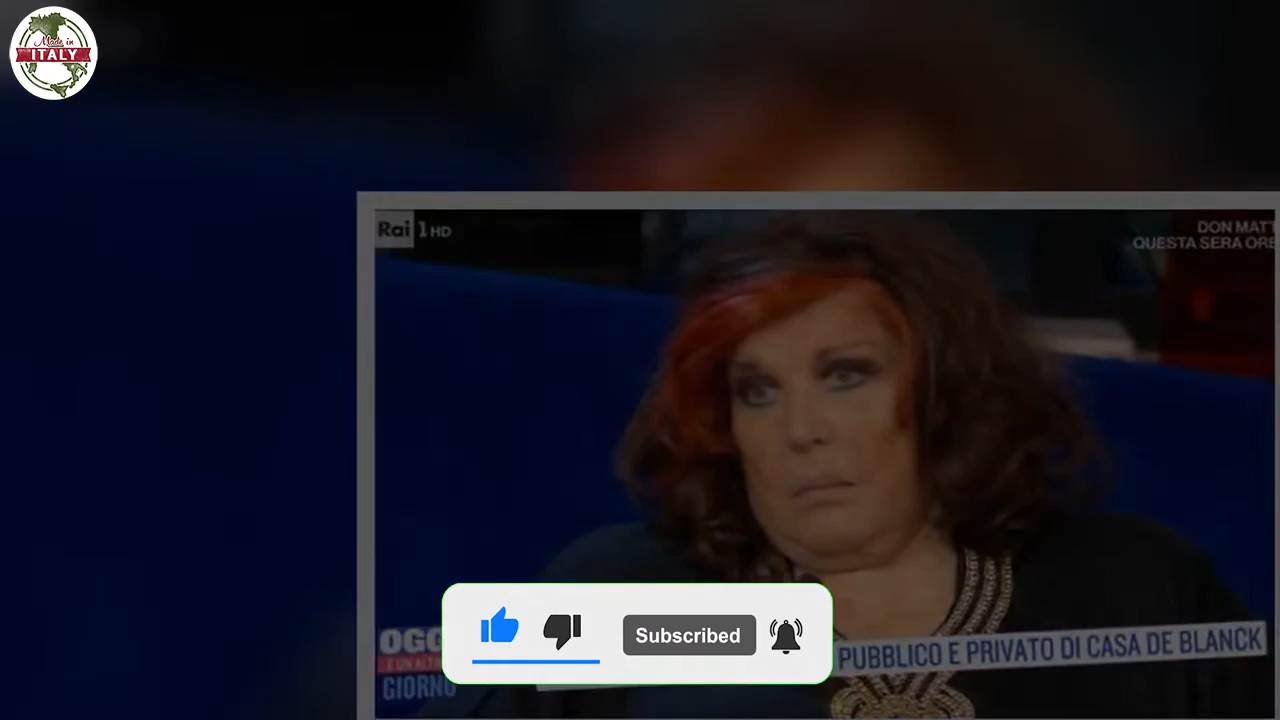 Made in
ITALY
Rai 1 HD
DON MATT
QUESTA SERA ORE
OGG
GIORNO
PUBBLICO E PRIVATO DI CASA DE BLANCK
Subscribed